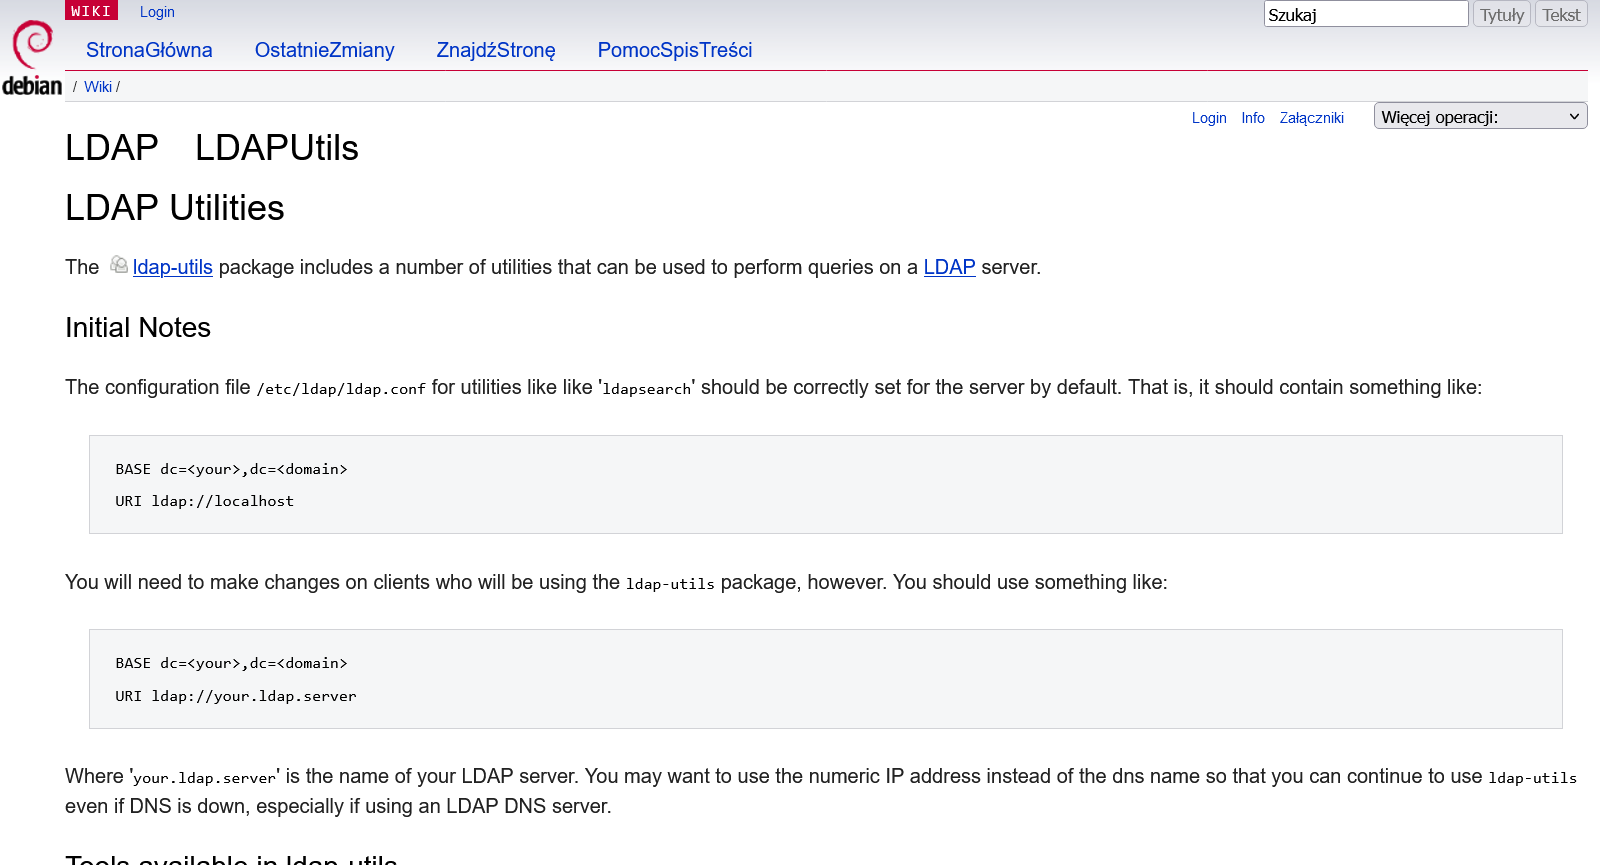 WIKI Login
Szukaj Tytuły Tekst
StronaGłówna OstatnieZmiany ZnajdźStronę PomocSpisTreści
debian
/ Wiki /
Login Info Załączniki Więcej operacji:
LDAP LDAPUtils
LDAP Utilities
The ldap-utils package includes a number of utilities that can be used to perform queries on a LDAP server.
Initial Notes
The configuration file /etc/ldap/ldap.conf for utilities like like 'ldapsearch' should be correctly set for the server by default. That is, it should contain something like:
BASE dc=<your>,dc=<domain>
URI ldap://localhost
You will need to make changes on clients who will be using the ldap-utils package, however. You should use something like:
BASE dc=<your>,dc=<domain>
URI ldap://your.ldap.server
Where 'your.ldap.server' is the name of your LDAP server. You may want to use the numeric IP address instead of the dns name so that you can continue to use ldap-utils
even if DNS is down, especially if using an LDAP DNS server.
Tools available in ldap-utils